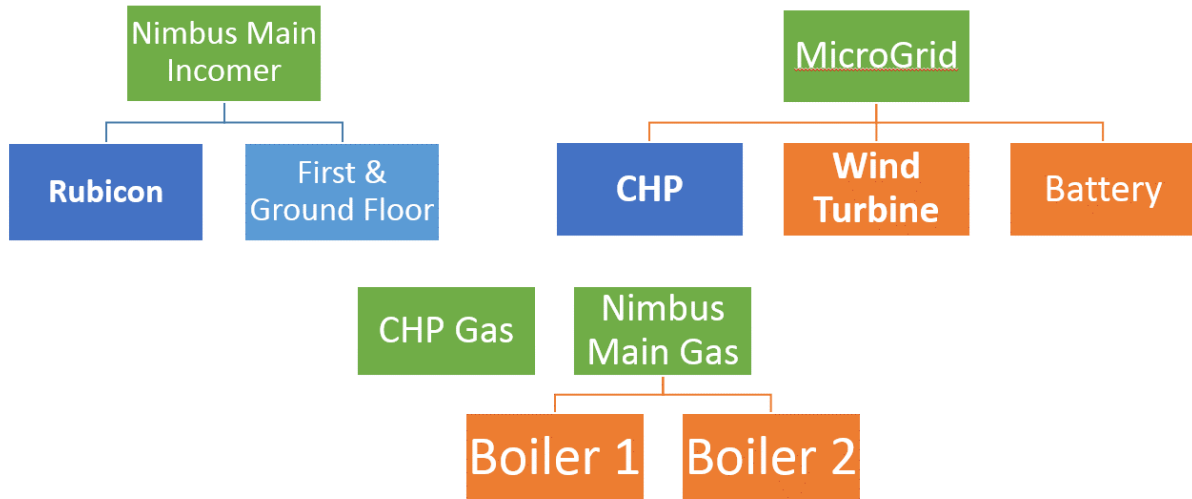 Nimbus Main
Incomer
MicroGrid
Rubicon
First &
Ground Floor
CHP
Wind
Turbine
Battery
CHP Gas
Nimbus
Main Gas
Boiler 1
Boiler 2